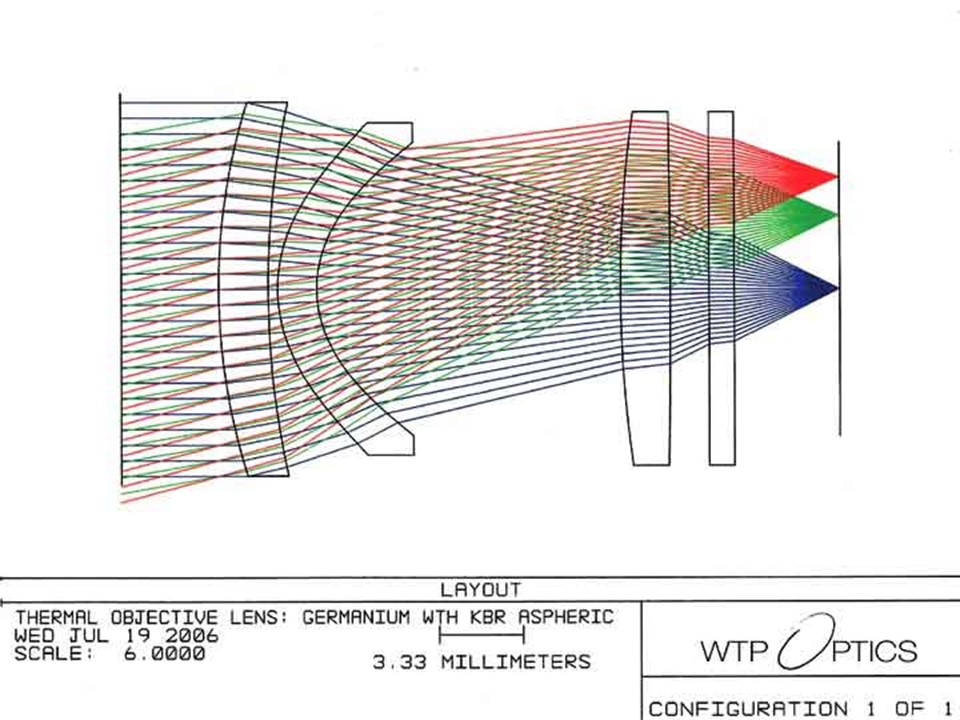 LAYOUT
THERMAL OBJECTIVE LENS: GERMANIUM WTH KBR ASPHERIC
WED JUL 19 2006
SCALE: 6.0000
3.33 MILLIMETERS
WTP OPTICS
CONFIGURATION 1 OF 1